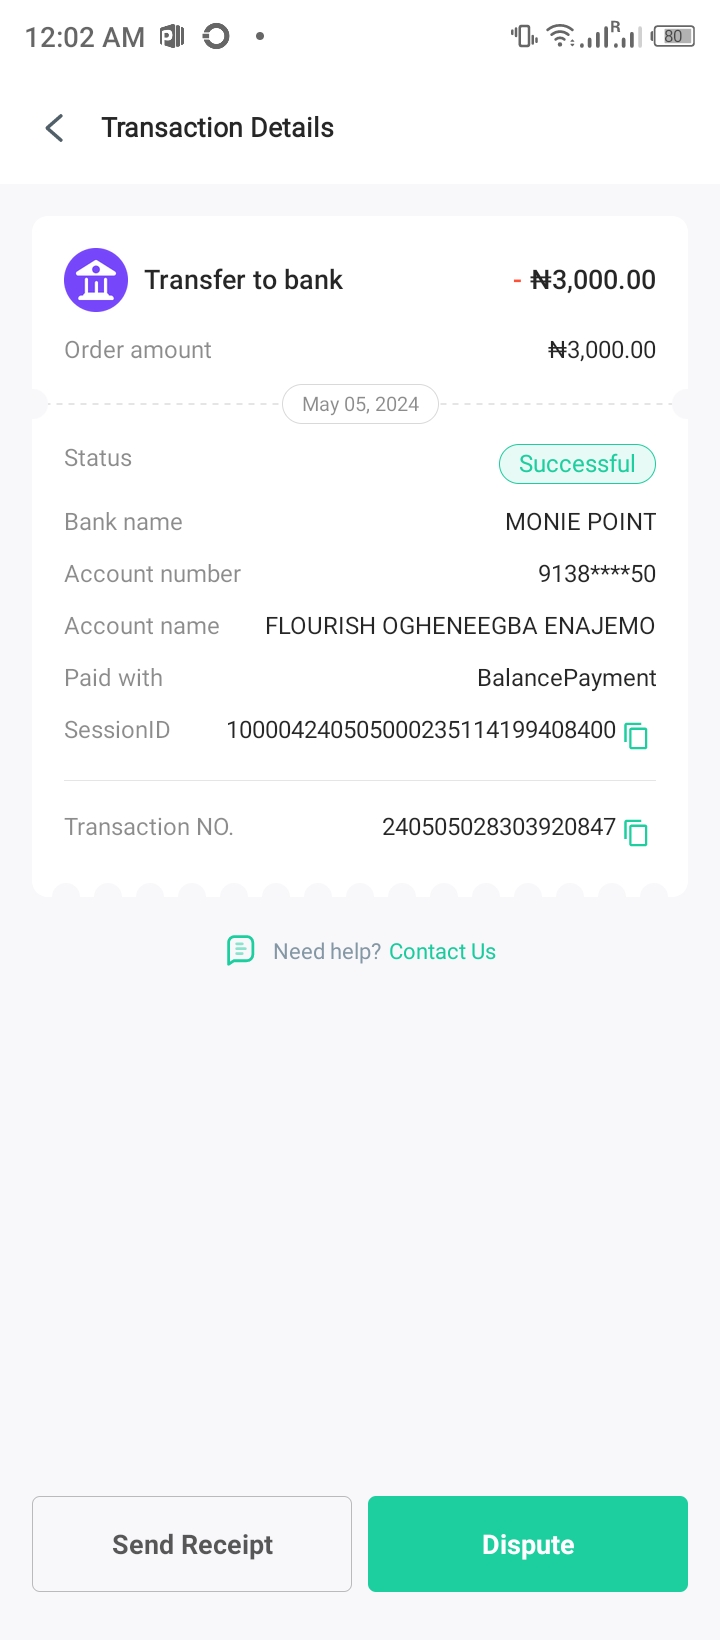 12:02 AM
R
80
Transaction Details
Transfer to bank - ₦3,000.00
Order amount ₦3,000.00
May 05, 2024
Status Successful
Bank name MONIE POINT
Account number 9138****50
Account name FLOURISH OGHENEEGBA ENAJEMO
Paid with BalancePayment
SessionID 100004240505000235114199408400
Transaction NO. 240505028303920847
Need help? Contact Us
Send Receipt Dispute